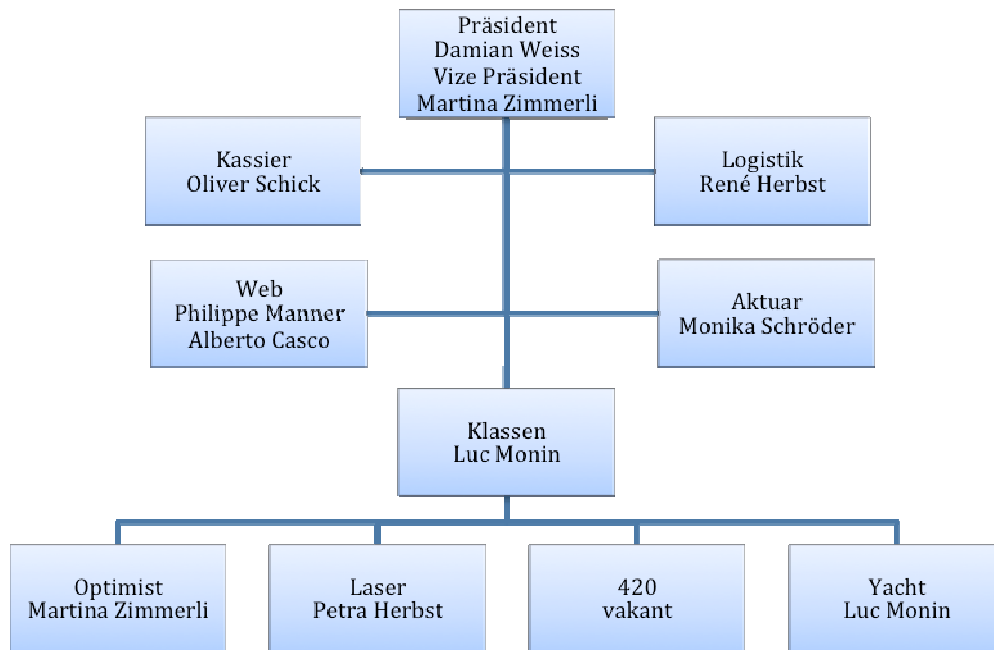 Präsident
Damian Weiss
Vize Präsident
Martina Zimmerli
Kassier
Oliver Schick
Logistik
René Herbst
Web
Philippe Manner
Alberto Casco
Aktuar
Monika Schröder
Klassen
Luc Monin
Optimist
Martina Zimmerli
Laser
Petra Herbst
420
vakant
Yacht
Luc Monin